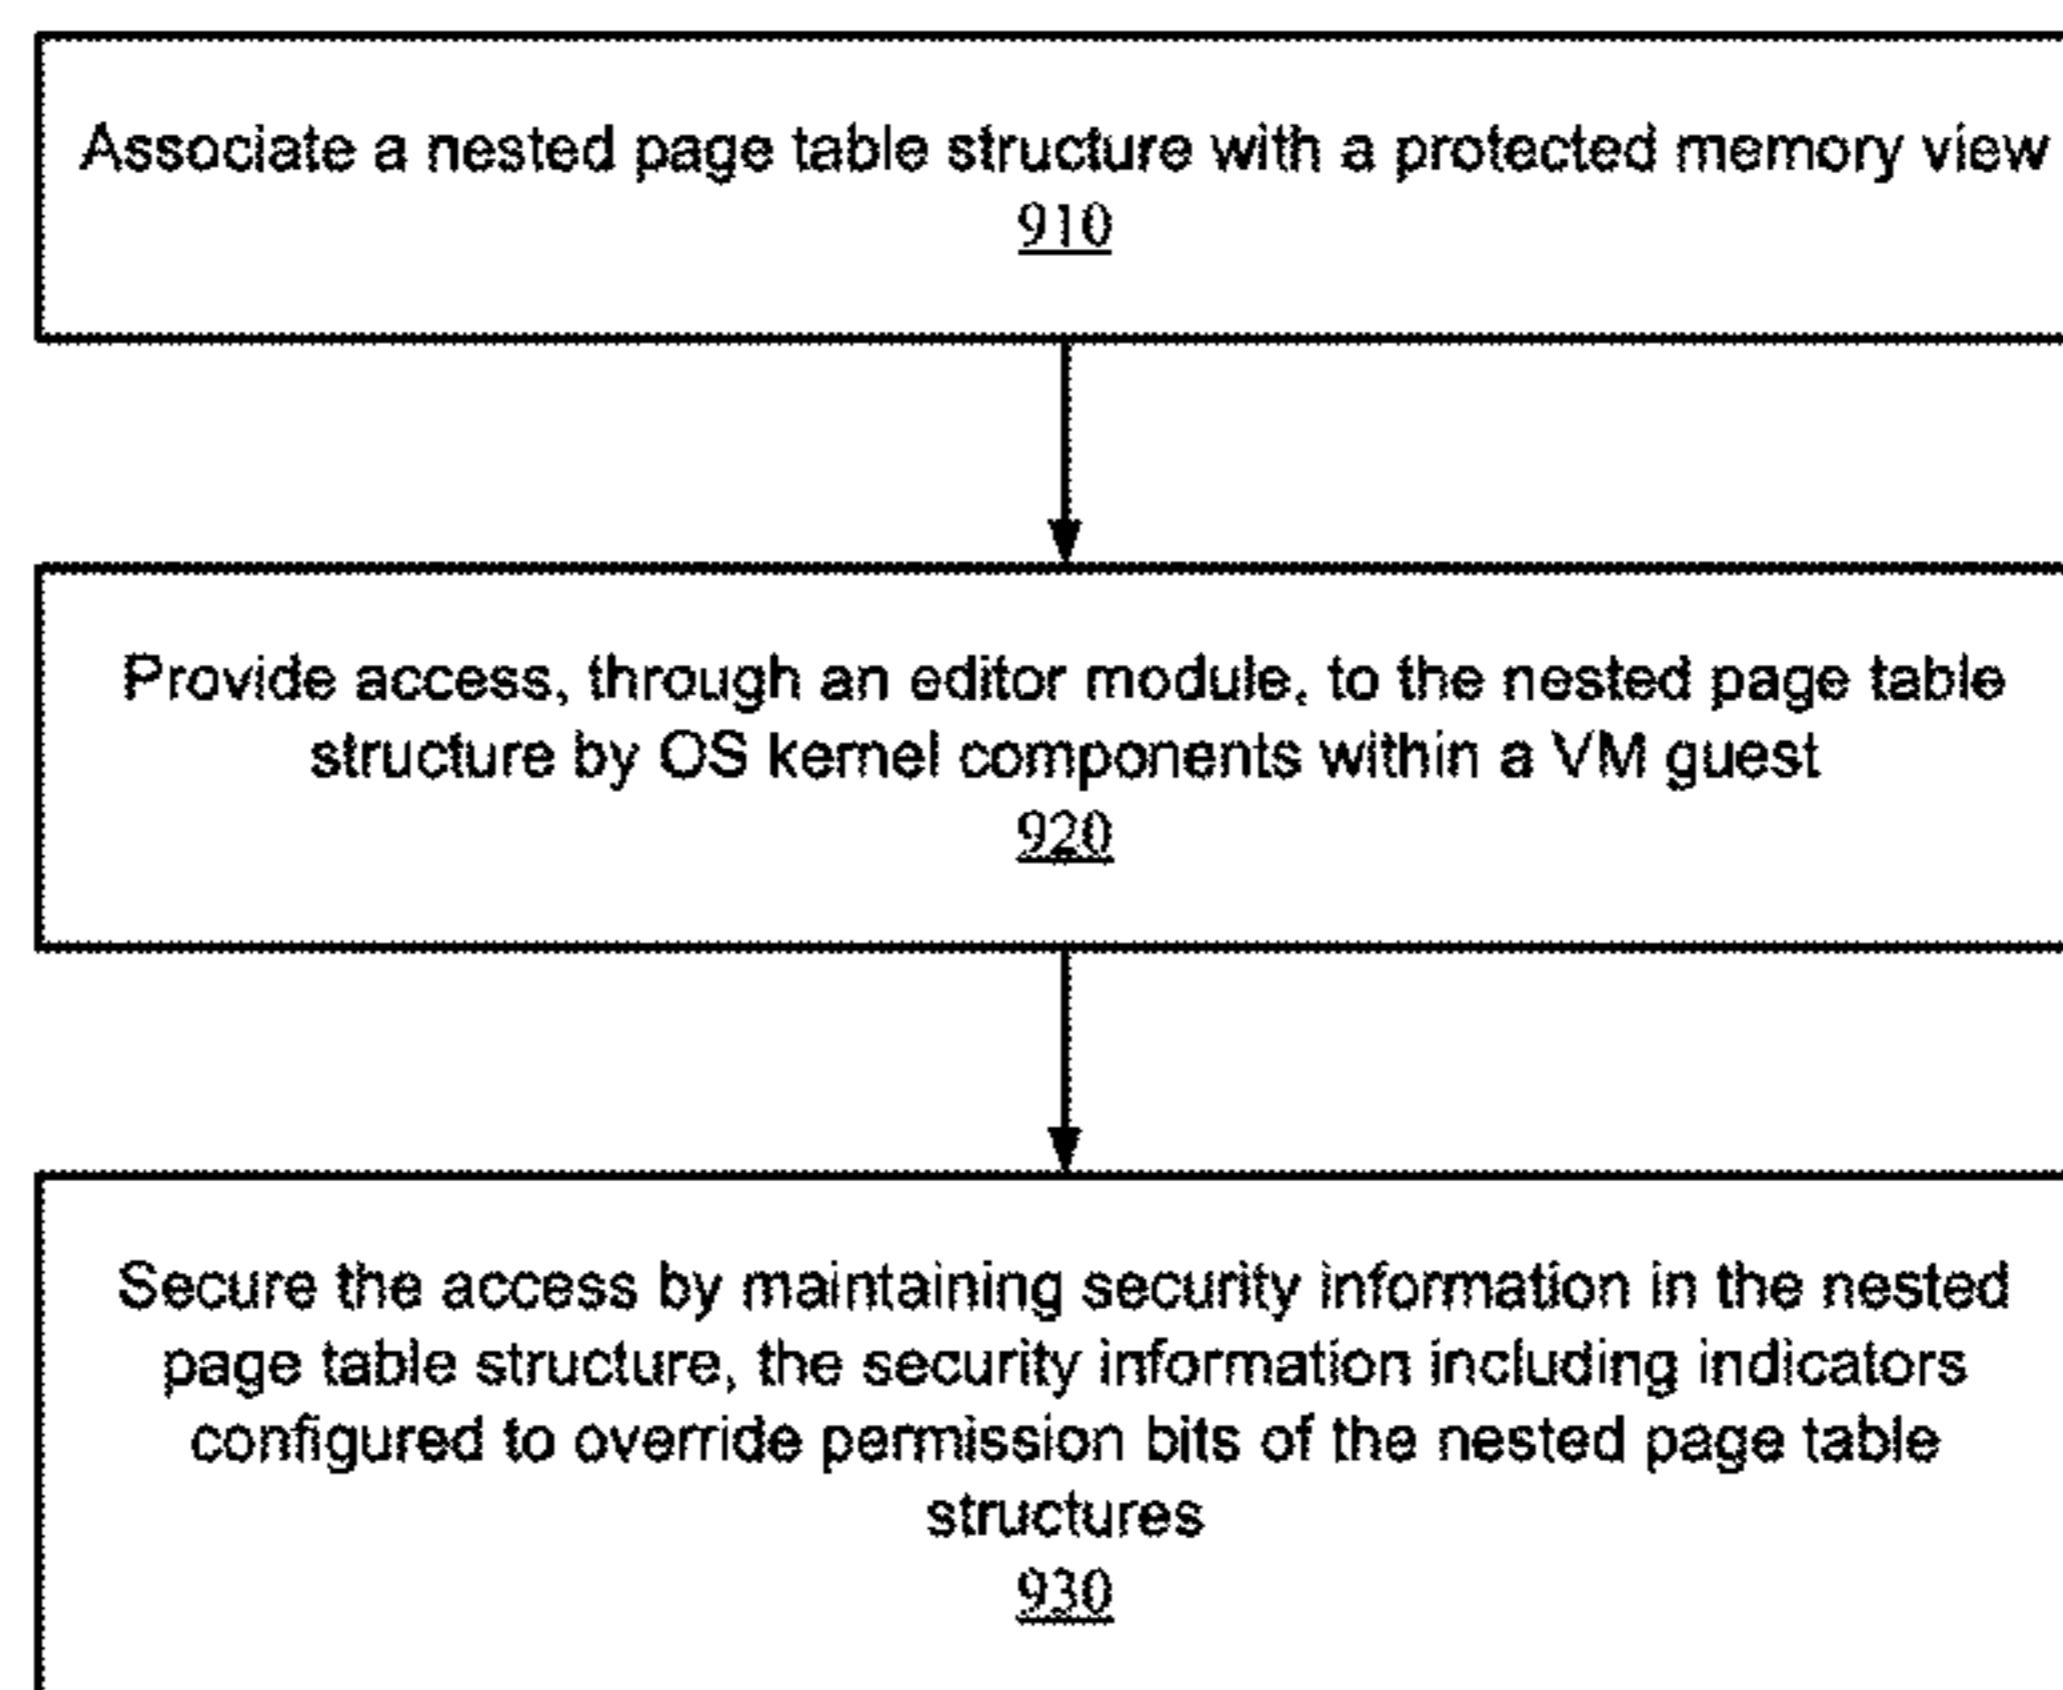 Associate a nested page table structure with a protected memory view
910
Provide access, through an editor module, to the nested page table
structure by OS kernel components within a VM guest
920
Secure the access by maintaining security information in the nested
page table structure, the security information including indicators
configured to override permission bits of the nested page table
structures
930